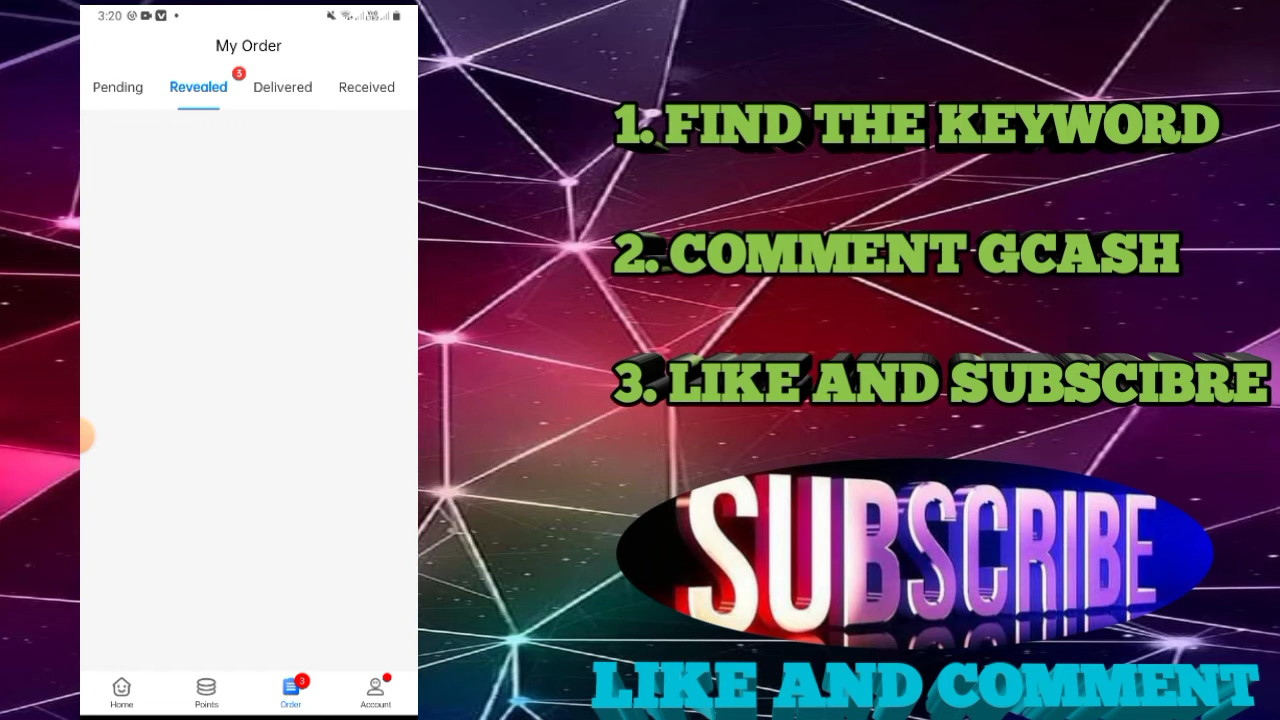 3:20
My Order
Pending
Revealed
3
Delivered
Received
Home
Points
3
Order
Account
1. FIND THE KEYWORD
2. COMMENT GCASH
3. LIKE AND SUBSCIBRE
SUBSCRIBE
LIKE AND COMMENT